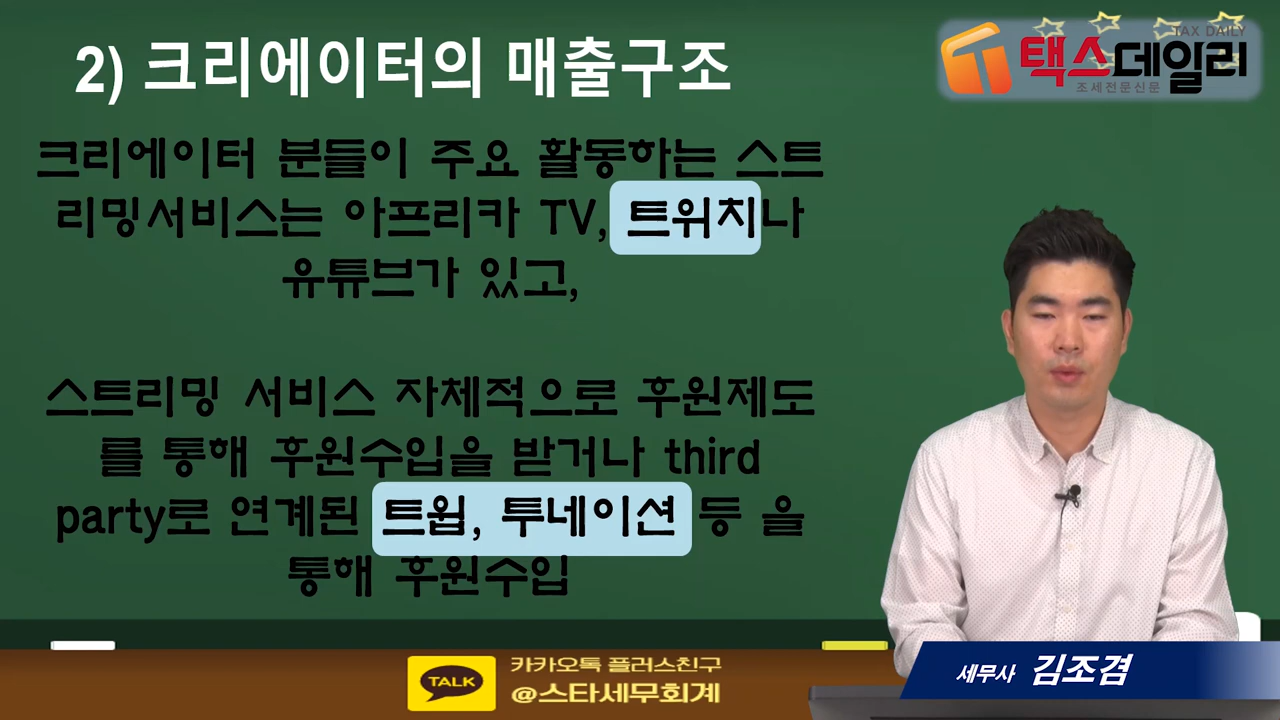 2) 크리에이터의 매출구조
TAX DAILY
택스데일리
조세전문신문
크리에이터 분들이 주요 활동하는 스트
리밍서비스는 아프리카 TV, 트위치나
유튜브가 있고,
스트리밍 서비스 자체적으로 후원제도
를 통해 후원수입을 받거나 third
party로 연계된 트윕, 투네이션 등 을
통해 후원수입
TALK
카카오톡 플러스친구
@스타세무회계
세무사 김조겸